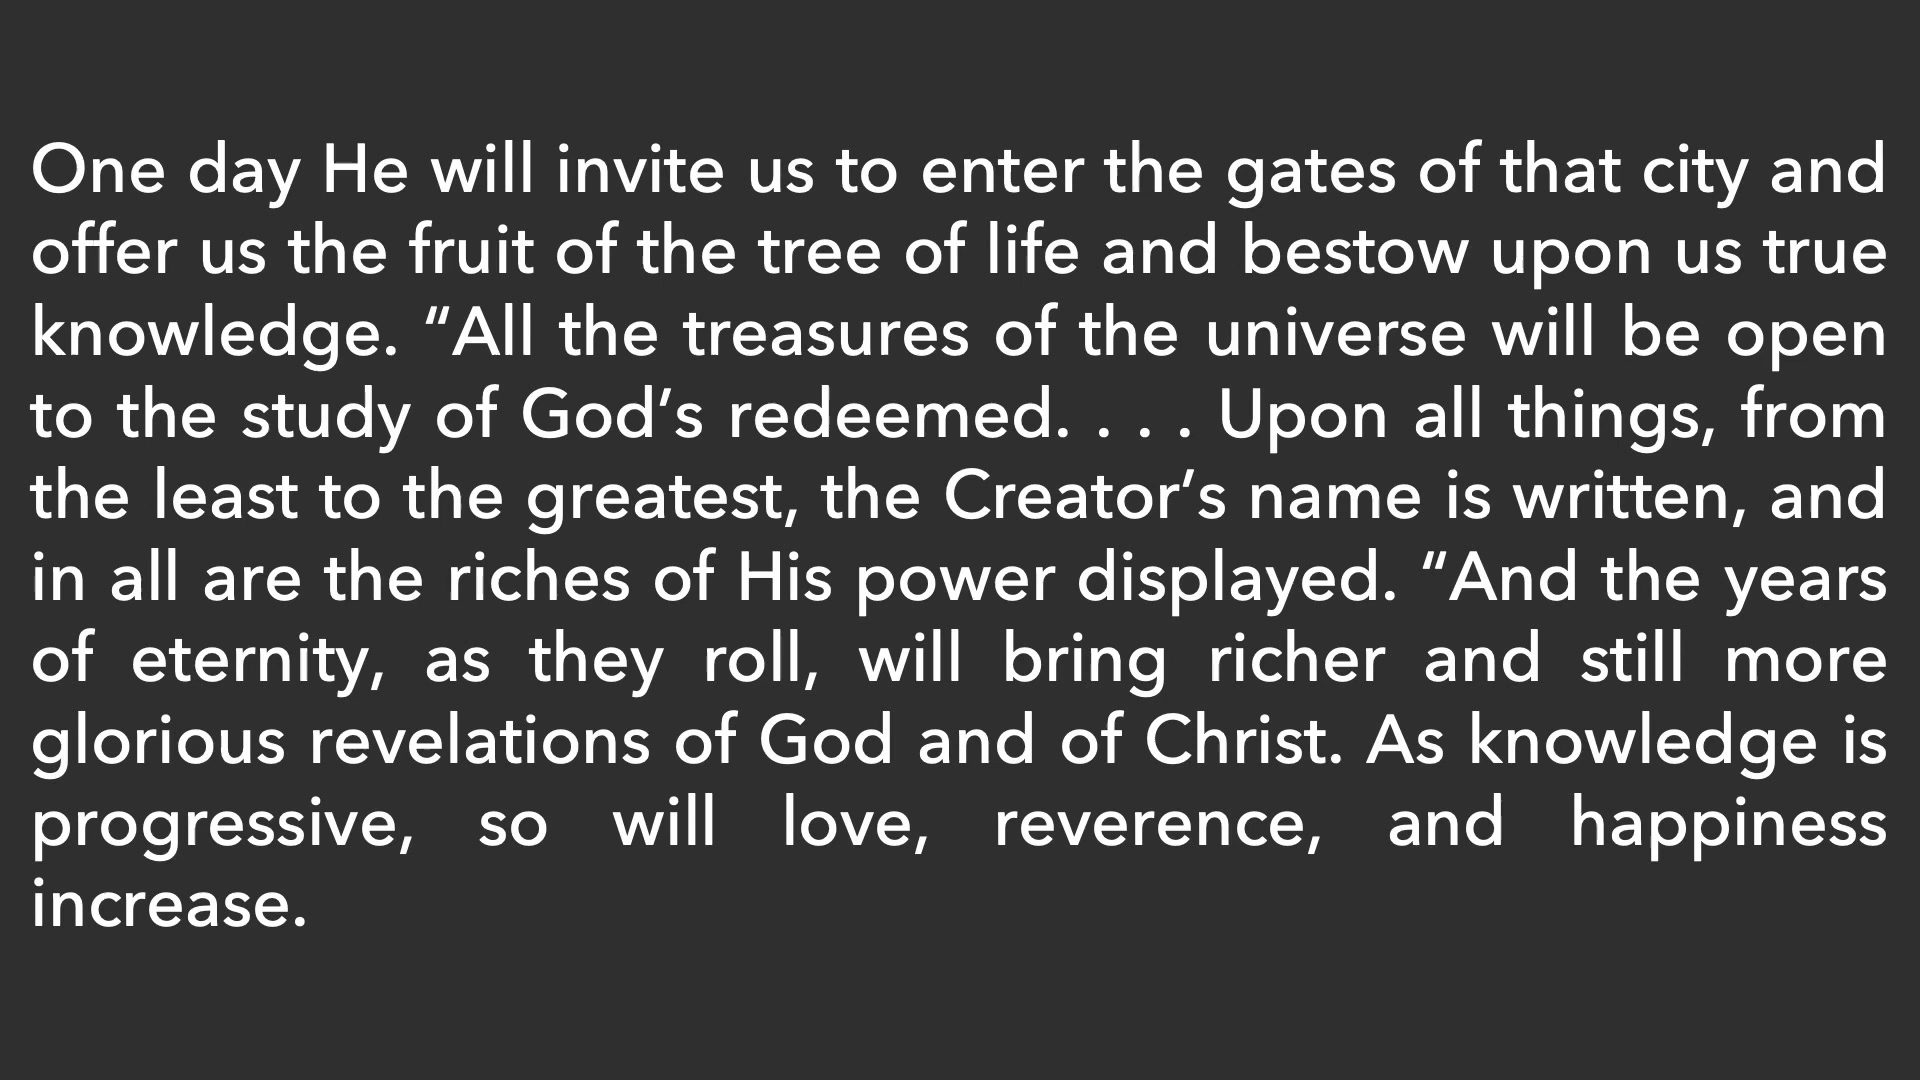 One day He will invite us to enter the gates of that city and
offer us the fruit of the tree of life and bestow upon us true
knowledge. “All the treasures of the universe will be open
to the study of God’s redeemed. . . . Upon all things, from
the least to the greatest, the Creator’s name is written, and
in all are the riches of His power displayed. “And the years
of eternity, as they roll, will bring richer and still more
glorious revelations of God and of Christ. As knowledge is
progressive, so will love, reverence, and happiness
increase.